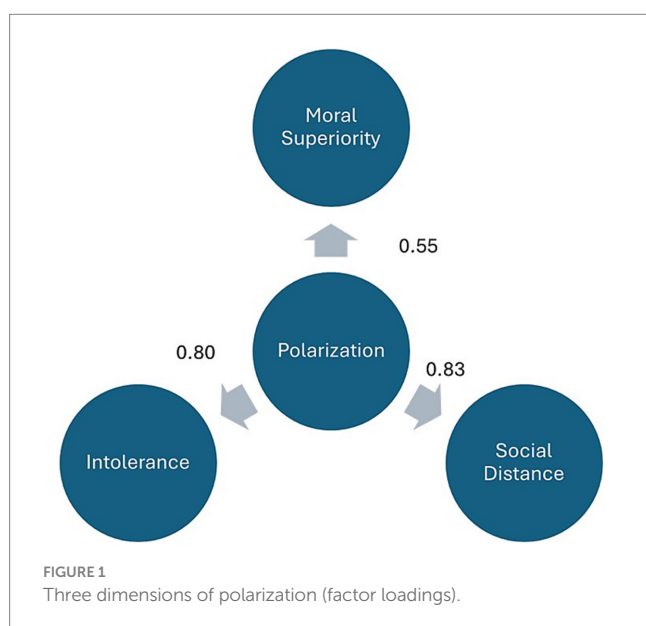 Moral
Superiority
0.55
Polarization
0.80
0.83
Intolerance
Social
Distance
FIGURE 1
Three dimensions of polarization (factor loadings).